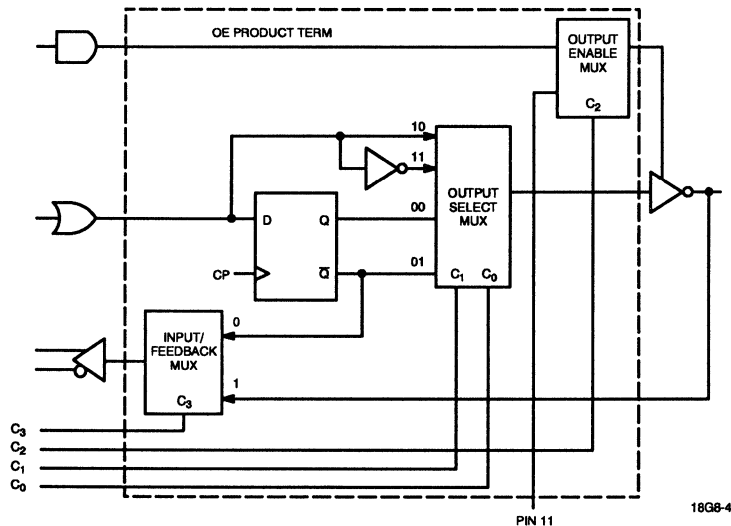 OE PRODUCT TERM
OUTPUT
ENABLE
MUX
C2
10
11
OUTPUT
SELECT
MUX
00
01
C1 C0
D Q
CP Q̅
0
INPUT/
FEEDBACK
MUX
1
C3
C3
C2
C1
C0
PIN 11
18G8-4